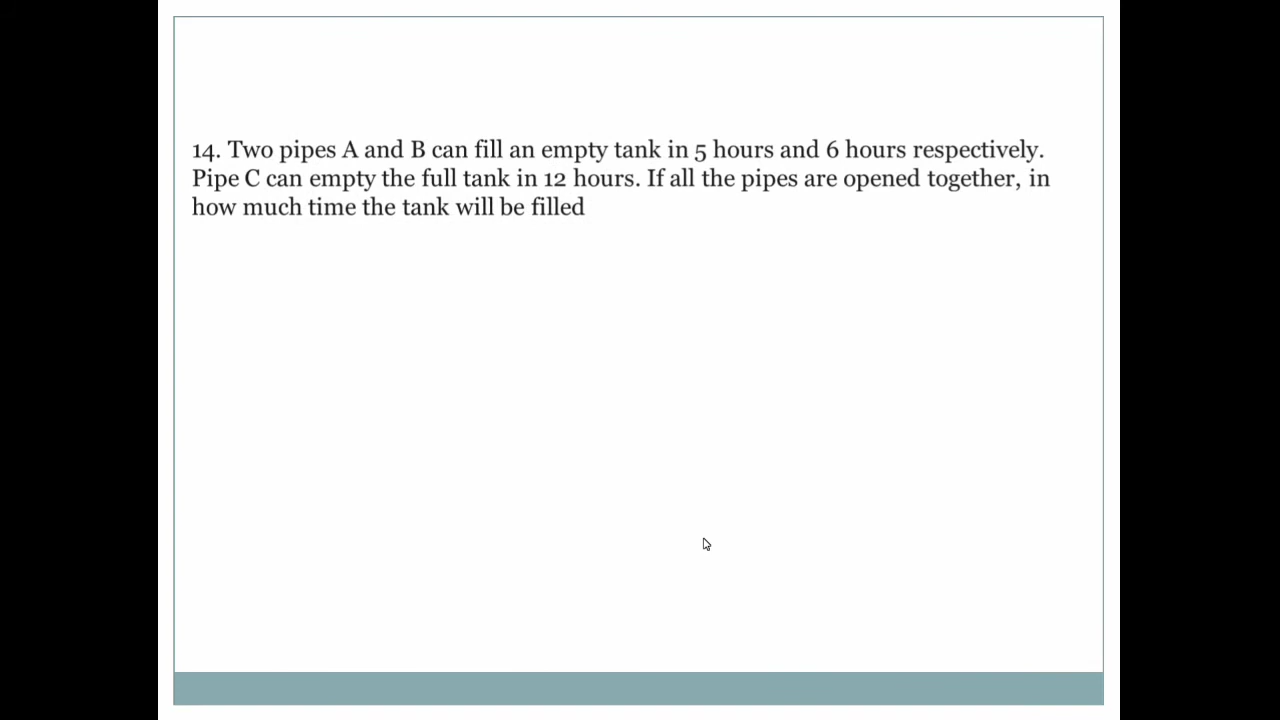 14. Two pipes A and B can fill an empty tank in 5 hours and 6 hours respectively.
Pipe C can empty the full tank in 12 hours. If all the pipes are opened together, in
how much time the tank will be filled